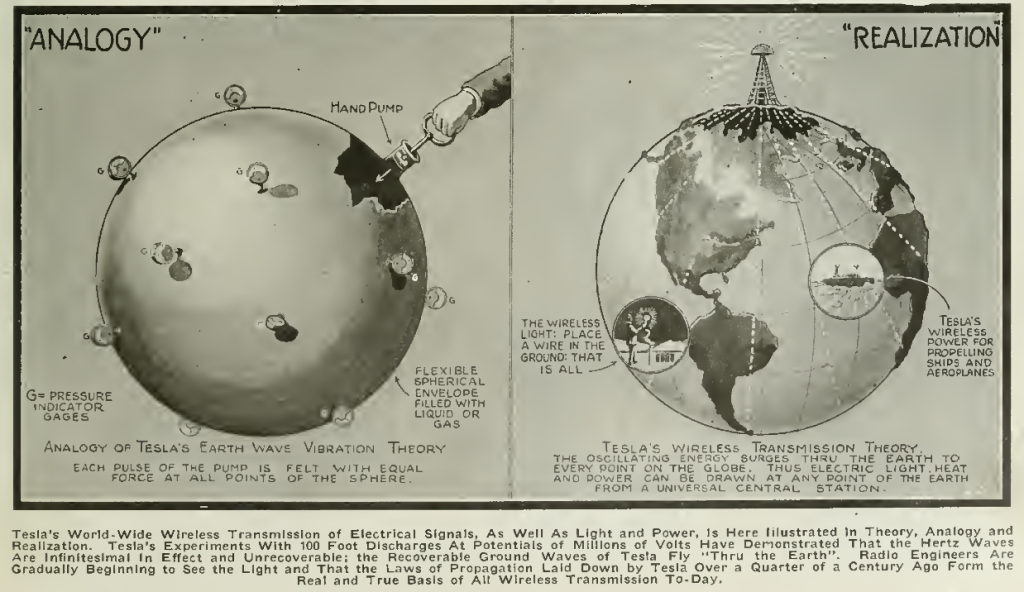 "ANALOGY"
HAND PUMP
G
G
G
G
G
G
G= PRESSURE
INDICATOR
GAGES
FLEXIBLE
SPHERICAL
ENVELOPE
FILLED WITH
LIQUID OR
GAS
ANALOGY OF TESLA'S EARTH WAVE VIBRATION THEORY
EACH PULSE OF THE PUMP IS FELT WITH EQUAL
FORCE AT ALL POINTS OF THE SPHERE.
"REALIZATION"
THE WIRELESS
LIGHT: PLACE
A WIRE IN THE
GROUND: THAT
IS ALL
TESLA'S
WIRELESS
POWER FOR
PROPELLING
SHIPS AND
AEROPLANES
TESLA'S WIRELESS TRANSMISSION THEORY.
THE OSCILLATING ENERGY SURGES THRU THE EARTH TO
EVERY POINT ON THE GLOBE. THUS ELECTRIC LIGHT, HEAT
AND POWER CAN BE DRAWN AT ANY POINT OF THE EARTH
FROM A UNIVERSAL CENTRAL STATION.
Tesla's World-Wide Wireless Transmission of Electrical Signals, As Well As Light and Power, Is Here Illustrated in Theory, Analogy and
Realization. Tesla's Experiments With 100 Foot Discharges At Potentials of Millions of Volts Have Demonstrated That the Hertz Waves
Are Infinitesimal In Effect and Unrecoverable; the Recoverable Ground Waves of Tesla Fly "Thru the Earth". Radio Engineers Are
Gradually Beginning to See the Light and That the Laws of Propagation Laid Down by Tesla Over a Quarter of a Century Ago Form the
Real and True Basis of All Wireless Transmission To-Day.